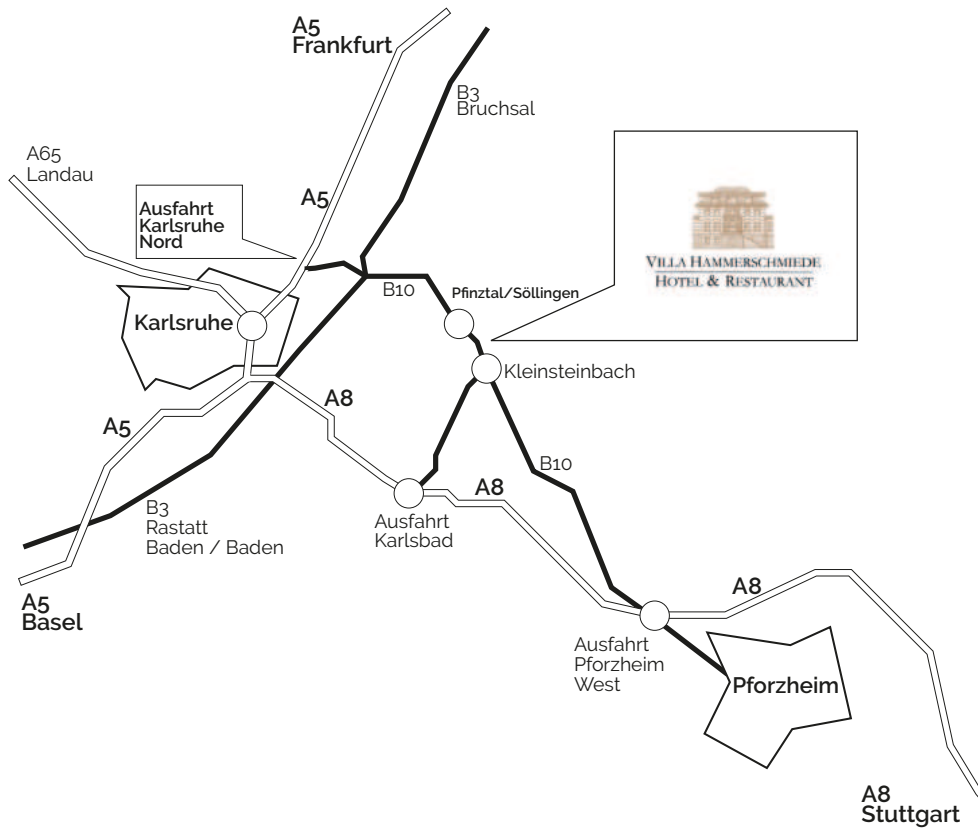 A5
Frankfurt
B3
Bruchsal
A65
Landau
A5
Ausfahrt
Karlsruhe
Nord
VILLA HAMMERSCHMIEDE
HOTEL & RESTAURANT
B10
Pfinztal/Söllingen
Karlsruhe
Kleinsteinbach
A8
A5
B10
A8
B3
Rastatt
Baden / Baden
Ausfahrt
Karlsbad
A5
Basel
A8
Ausfahrt
Pforzheim
West
Pforzheim
A8
Stuttgart